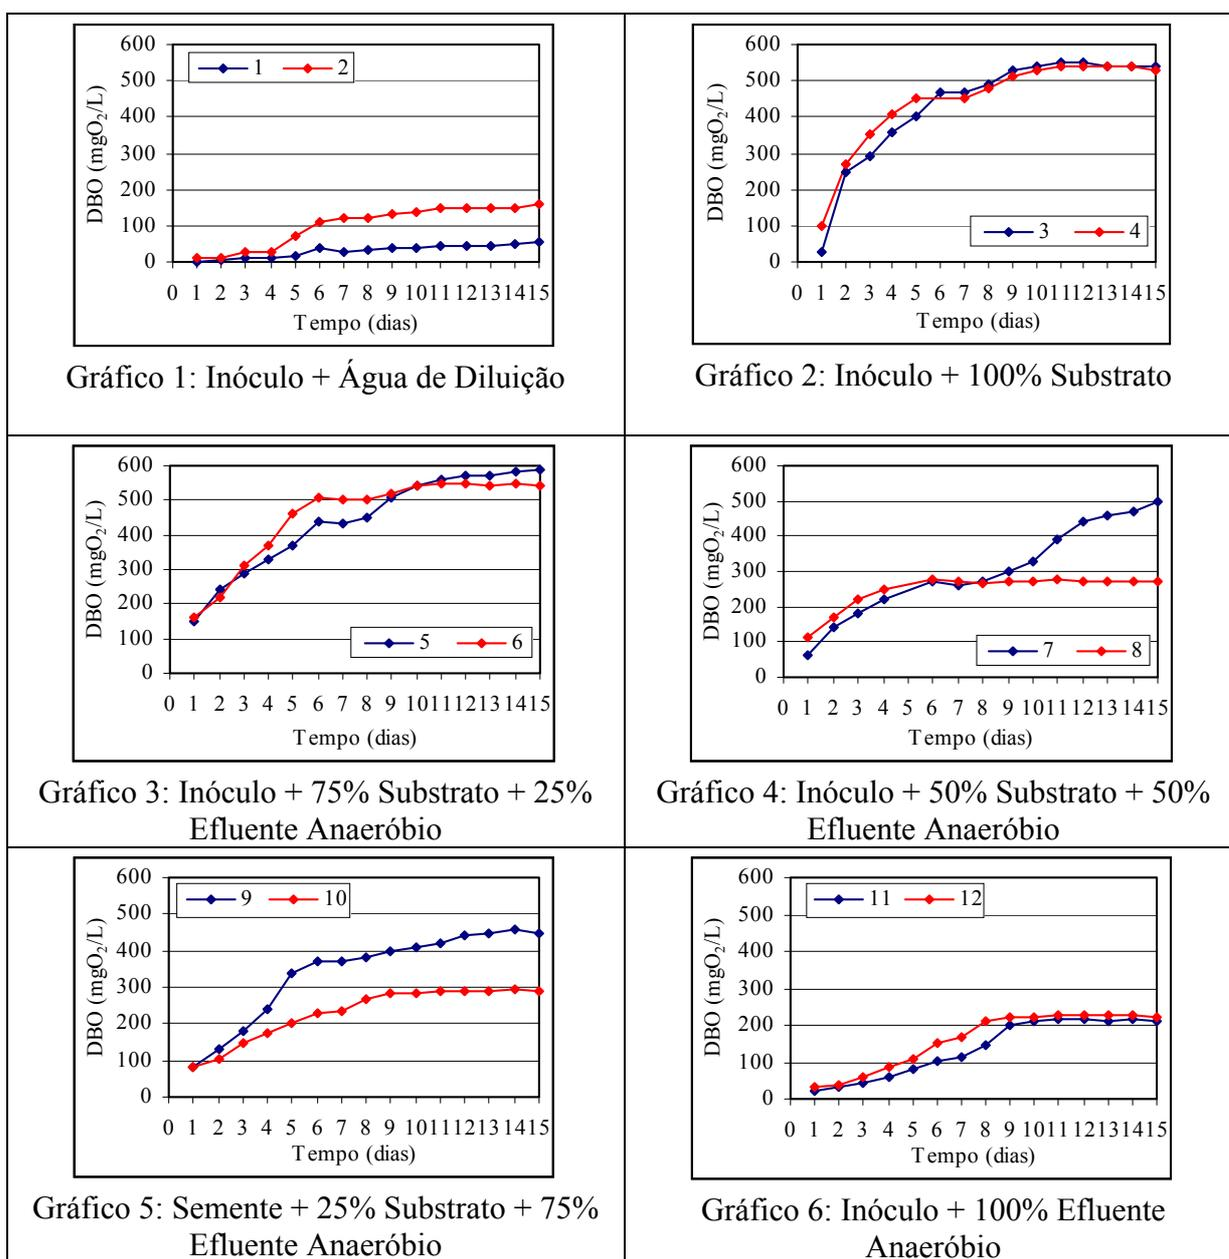 600
500
400
300
200
100
0
DBO (mgO₂/L)
1 2
0 1 2 3 4 5 6 7 8 9 10 11 12 13 14 15
Tempo (dias)
Gráfico 1: Inóculo + Água de Diluição
600
500
400
300
200
100
0
DBO (mgO₂/L)
3 4
0 1 2 3 4 5 6 7 8 9 10 11 12 13 14 15
Tempo (dias)
Gráfico 2: Inóculo + 100% Substrato
600
500
400
300
200
100
0
DBO (mgO₂/L)
5 6
0 1 2 3 4 5 6 7 8 9 10 11 12 13 14 15
Tempo (dias)
Gráfico 3: Inóculo + 75% Substrato + 25%
Efluente Anaeróbio
600
500
400
300
200
100
0
DBO (mgO₂/L)
7 8
0 1 2 3 4 5 6 7 8 9 10 11 12 13 14 15
Tempo (dias)
Gráfico 4: Inóculo + 50% Substrato + 50%
Efluente Anaeróbio
600
500
400
300
200
100
0
DBO (mgO₂/L)
9 10
0 1 2 3 4 5 6 7 8 9 10 11 12 13 14 15
Tempo (dias)
Gráfico 5: Semente + 25% Substrato + 75%
Efluente Anaeróbio
600
500
400
300
200
100
0
DBO (mgO₂/L)
11 12
0 1 2 3 4 5 6 7 8 9 10 11 12 13 14 15
Tempo (dias)
Gráfico 6: Inóculo + 100% Efluente
Anaeróbio